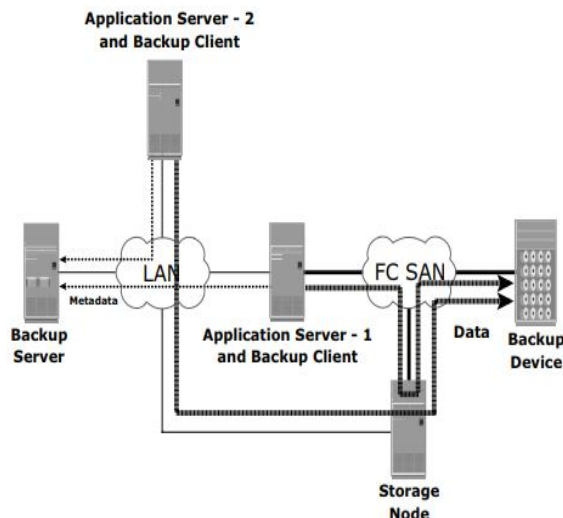 Application Server - 2
and Backup Client
LAN
FC SAN
Metadata
Backup
Server
Application Server - 1
and Backup Client
Data
Backup
Device
Storage
Node